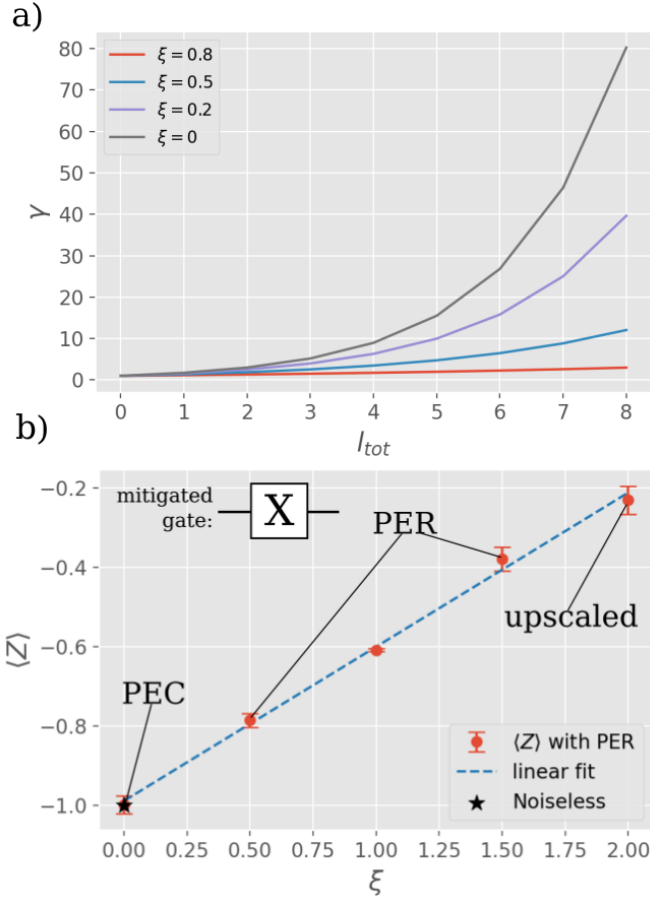 a)
80
70
60
50
40
30
20
10
0
γ
ξ = 0.8
ξ = 0.5
ξ = 0.2
ξ = 0
0 1 2 3 4 5 6 7 8
l_tot
b)
−0.2
−0.4
−0.6
−0.8
−1.0
⟨Z⟩
mitigated
gate:
X
PER
upscaled
PEC
⟨Z⟩ with PER
linear fit
Noiseless
0.00 0.25 0.50 0.75 1.00 1.25 1.50 1.75 2.00
ξ